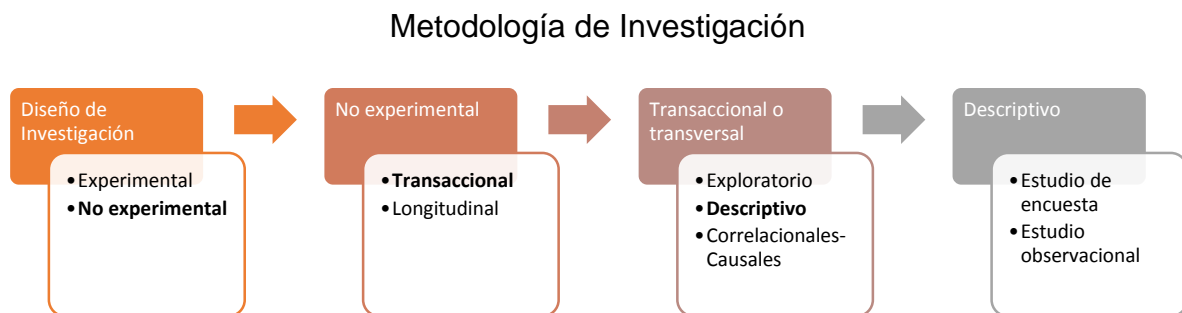 Metodología de Investigación
Diseño de
Investigación
•Experimental
•No experimental
No experimental
•Transaccional
•Longitudinal
Transaccional o
transversal
•Exploratorio
•Descriptivo
•Correlacionales-
Causales
Descriptivo
•Estudio de
encuesta
•Estudio
observacional